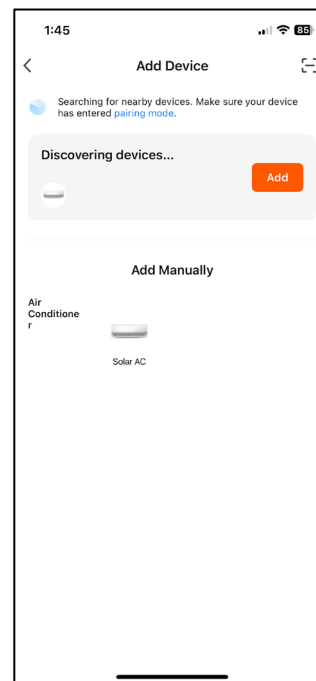 1:45
85
Add Device
Searching for nearby devices. Make sure your device
has entered pairing mode.
Discovering devices...
Add
Add Manually
Air
Conditione
r
Solar AC